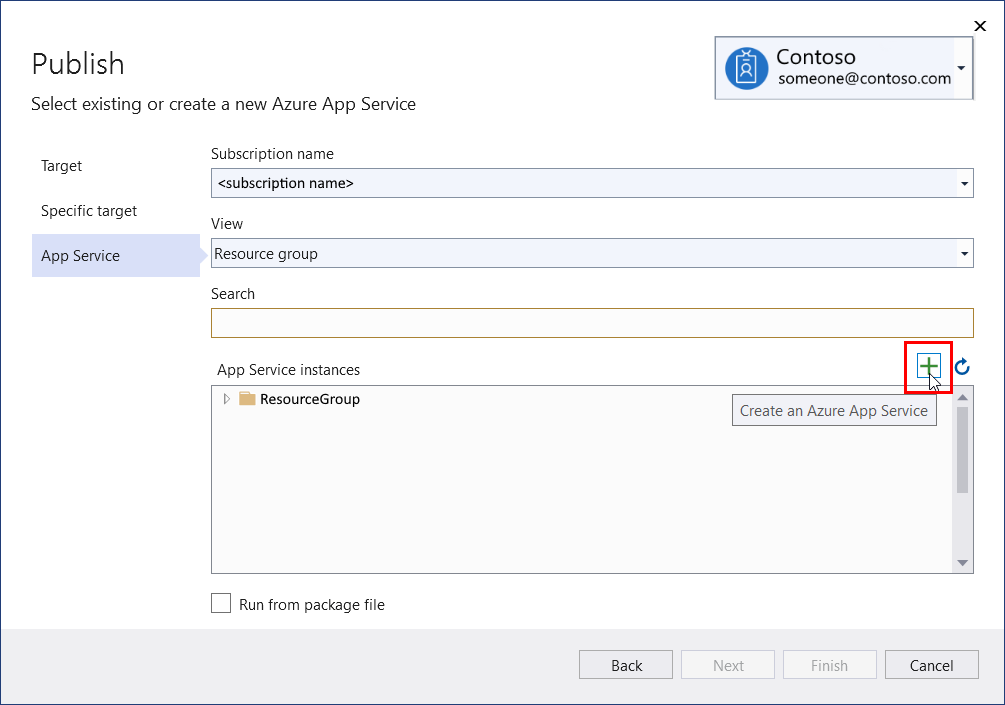 Publish
Select existing or create a new Azure App Service
Contoso
someone@contoso.com
Target
Specific target
App Service
Subscription name
<subscription name>
View
Resource group
Search
App Service instances
ResourceGroup
Create an Azure App Service
Run from package file
Back
Next
Finish
Cancel